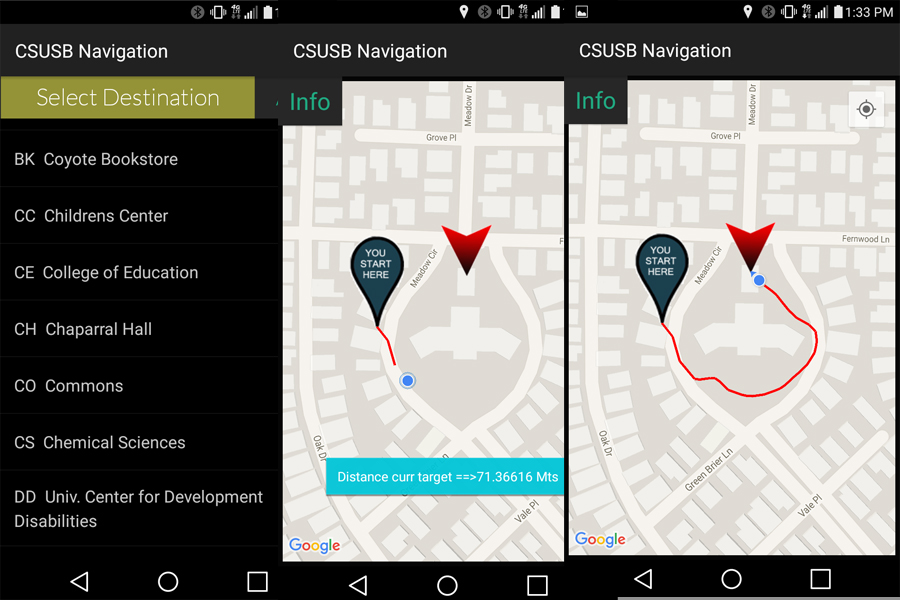 CSUSB Navigation
Select Destination
BK Coyote Bookstore
CC Childrens Center
CE College of Education
CH Chaparral Hall
CO Commons
CS Chemical Sciences
DD Univ. Center for Development
Disabilities
4G
CSUSB Navigation
Info
Meadow Dr
Grove Pl
F
YOU
START
HERE
Meadow Cir
Oak Dr
Distance curr target ==>71.36616 Mts
Vale Pl
Google
4G
1:33 PM
CSUSB Navigation
Info
Meadow Dr
Grove Pl
Fernwood Ln
YOU
START
HERE
Meadow Cir
Oak Dr
Green Brier Ln
Vale Pl
Google